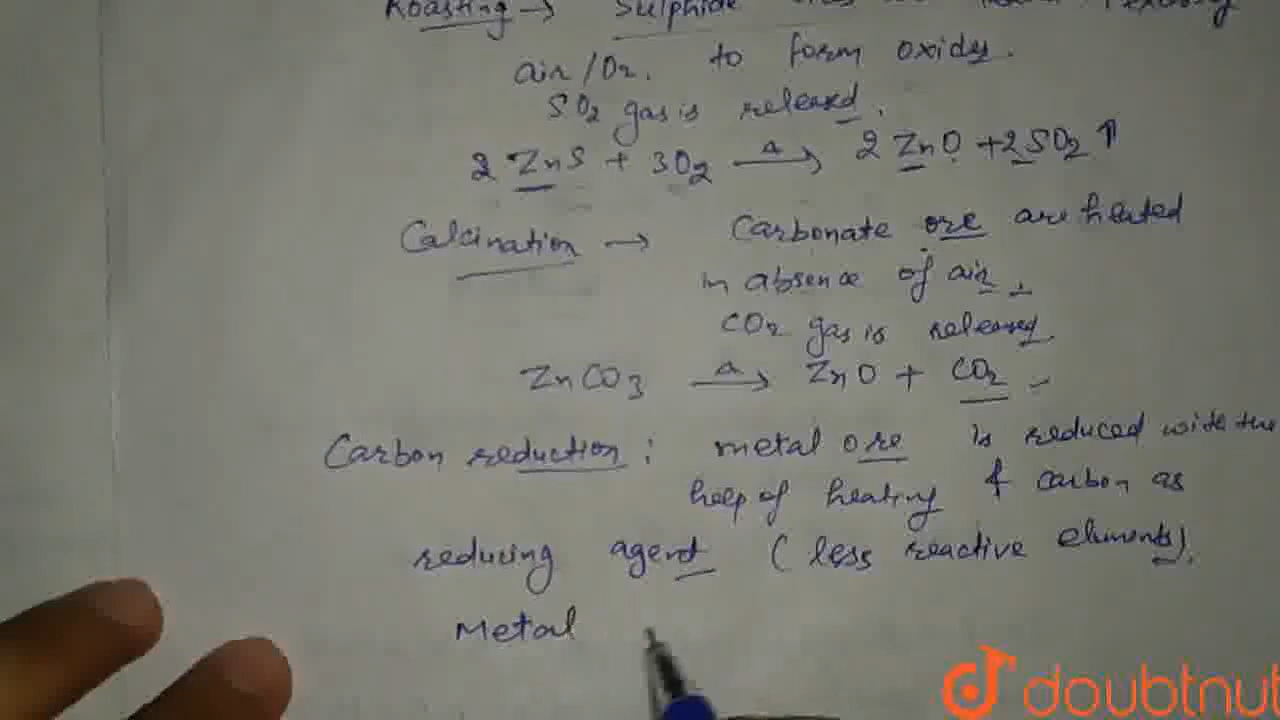 Roasting → Sulphide
air/O2. to form oxides.
SO2 gas is released.
2 ZnS + 3O2 —Δ→ 2 ZnO + 2SO2 ↑
Calcination → Carbonate ore are heated
in absence of air.
CO2 gas is released
ZnCO3 —Δ→ ZnO + CO2
Carbon reduction: metal ore is reduced with the
help of heating & carbon as
reducing agent (less reactive elements).
Metal
doubtnut